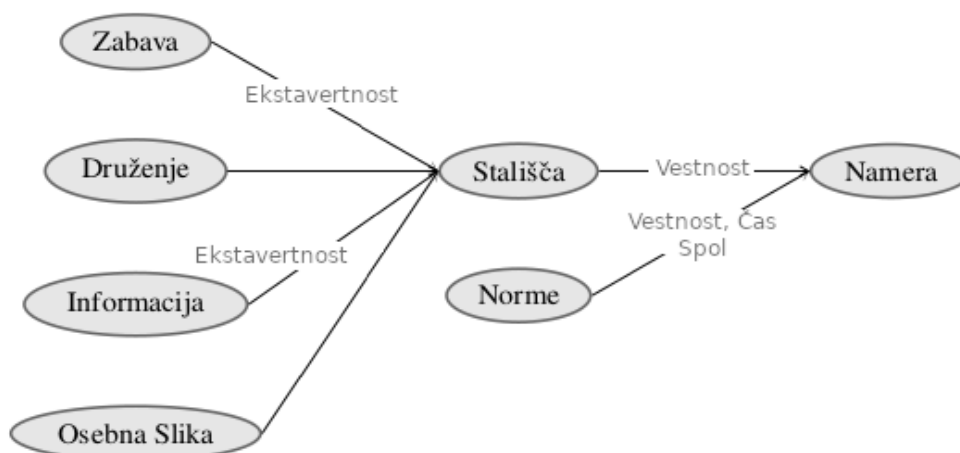 Zabava
Ekstavertnost
Druženje
Stališča
Vestnost
Namera
Vestnost, Čas
Spol
Ekstavertnost
Informacija
Norme
Osebna Slika